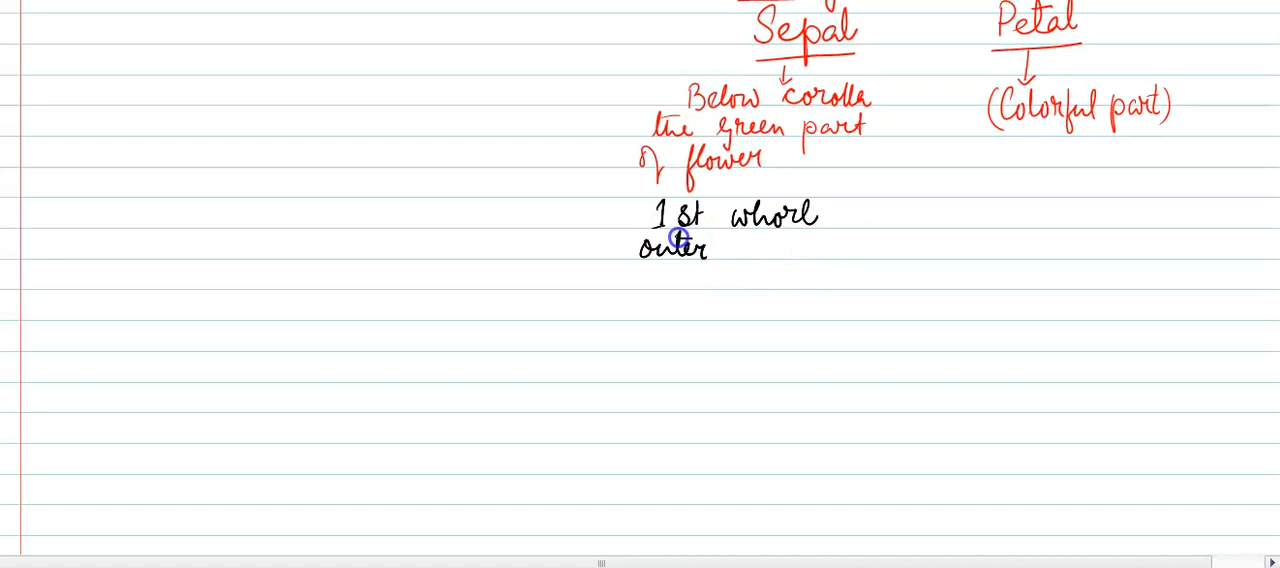 Sepal
Petal
Below corolla
the green part
of flower
(Colorful part)
1st whorl
outer